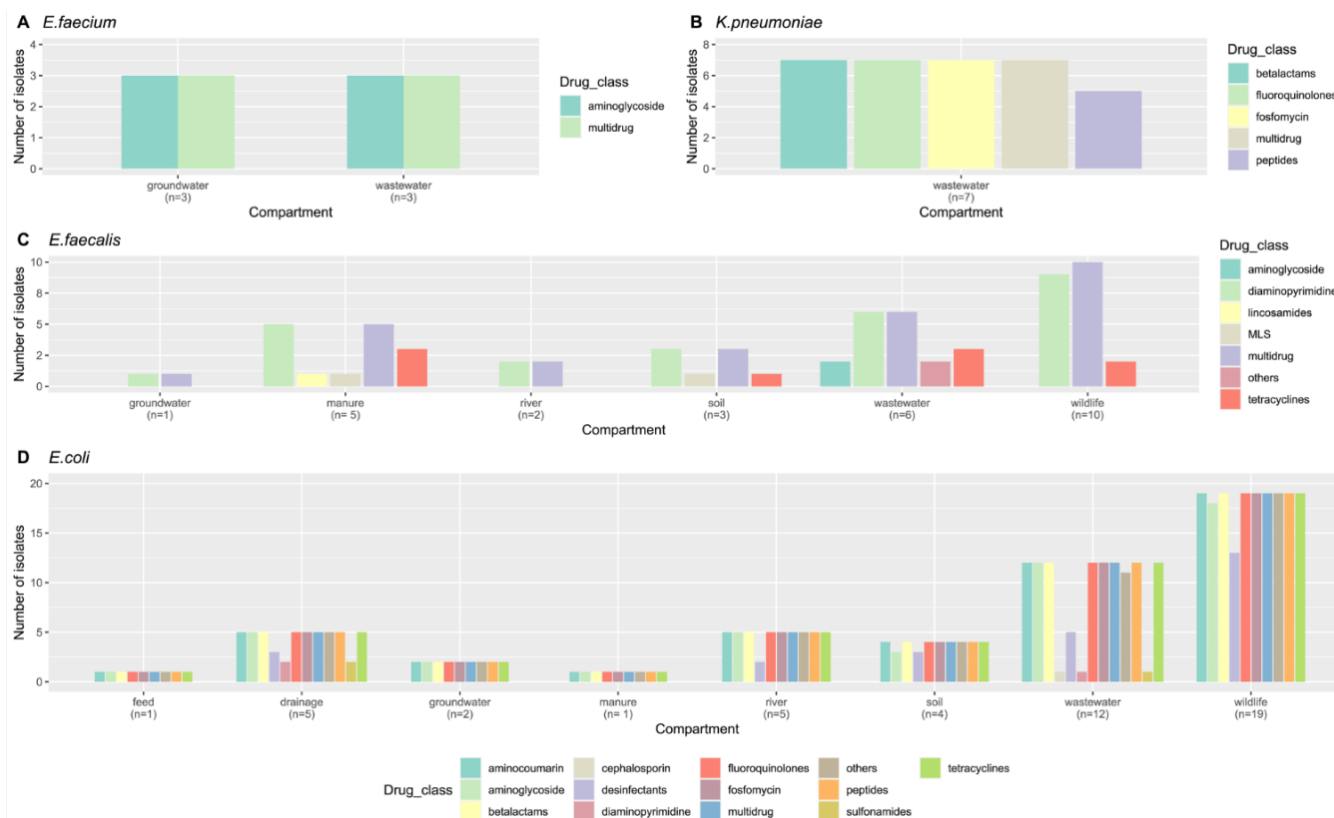 A E.faecium
Number of isolates
4
3
2
1
0
groundwater
(n=3)
wastewater
(n=3)
Compartment
Drug_class
aminoglycoside
multidrug
B K.pneumoniae
Number of isolates
8
6
4
2
0
wastewater
(n=7)
Compartment
Drug_class
betalactams
fluoroquinolones
fosfomycin
multidrug
peptides
C E.faecalis
Number of isolates
10
8
5
2
0
groundwater
(n=1)
manure
(n= 5)
river
(n=2)
soil
(n=3)
wastewater
(n=6)
wildlife
(n=10)
Compartment
Drug_class
aminoglycoside
diaminopyrimidine
lincosamides
MLS
multidrug
others
tetracyclines
D E.coli
Number of isolates
20
15
10
5
0
feed
(n=1)
drainage
(n=5)
groundwater
(n=2)
manure
(n= 1)
river
(n=5)
soil
(n=4)
wastewater
(n=12)
wildlife
(n=19)
Compartment
Drug_class
aminocoumarin
aminoglycoside
betalactams
cephalosporin
desinfectants
diaminopyrimidine
fluoroquinolones
fosfomycin
multidrug
others
peptides
sulfonamides
tetracyclines